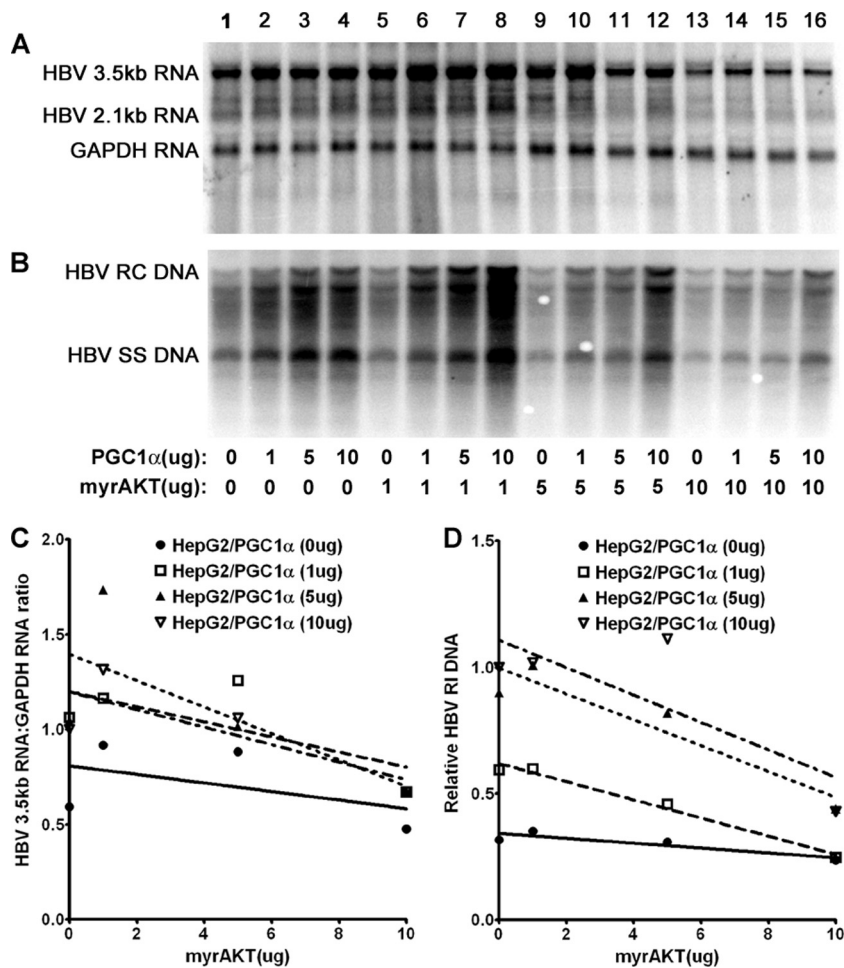 1 2 3 4 5 6 7 8 9 10 11 12 13 14 15 16
A
HBV 3.5kb RNA
HBV 2.1kb RNA
GAPDH RNA
B
HBV RC DNA
HBV SS DNA
PGC1α(ug): 0 1 5 10 0 1 5 10 0 1 5 10 0 1 5 10
myrAKT(ug): 0 0 0 0 1 1 1 1 5 5 5 5 10 10 10 10
C
HBV 3.5kb RNA:GAPDH RNA ratio
2.0
1.5
1.0
0.5
0.0
HepG2/PGC1α (0ug)
HepG2/PGC1α (1ug)
HepG2/PGC1α (5ug)
HepG2/PGC1α (10ug)
0 2 4 6 8 10
myrAKT(ug)
D
Relative HBV RI DNA
1.5
1.0
0.5
0.0
HepG2/PGC1α (0ug)
HepG2/PGC1α (1ug)
HepG2/PGC1α (5ug)
HepG2/PGC1α (10ug)
0 2 4 6 8 10
myrAKT(ug)